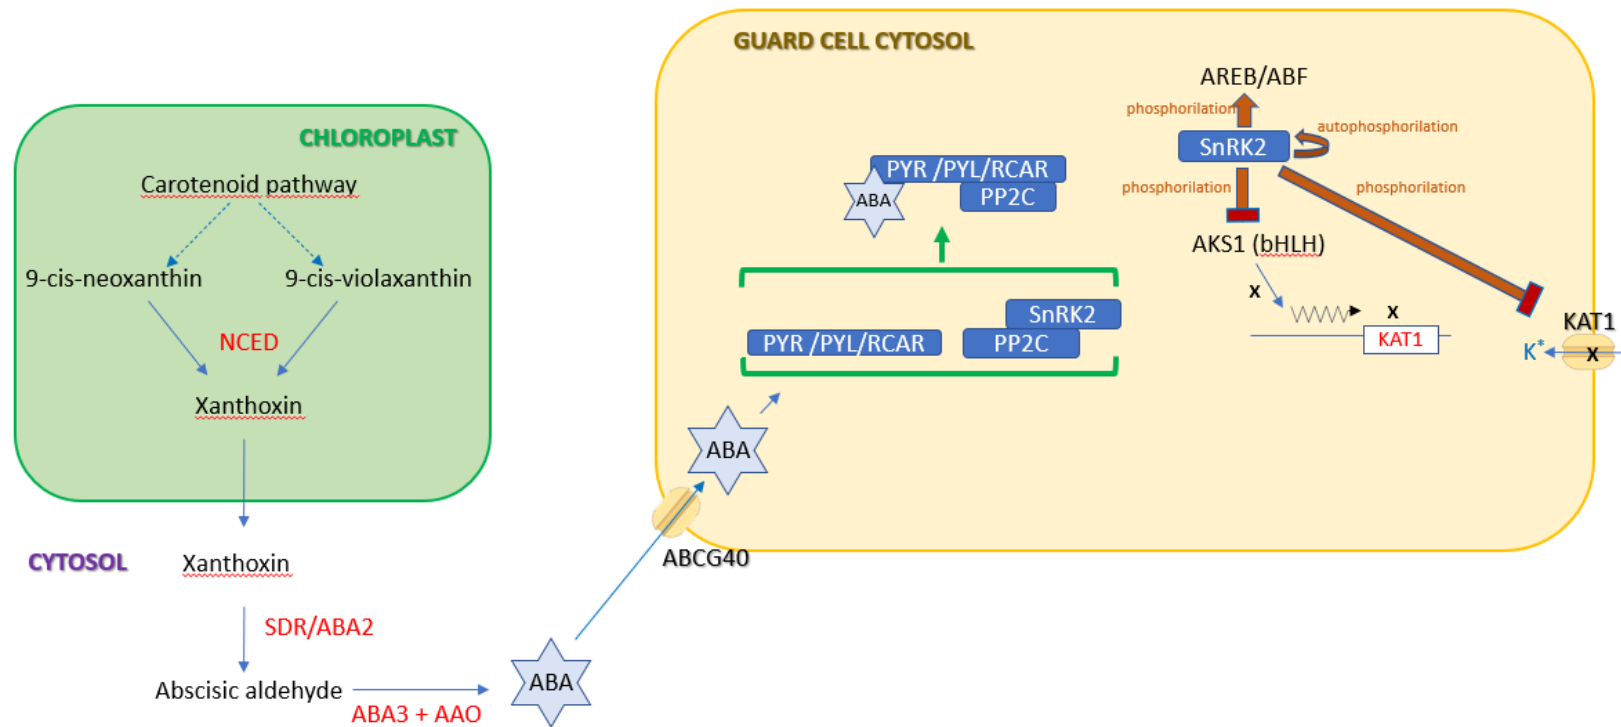 GUARD CELL CYTOSOL
CHLOROPLAST
Carotenoid pathway
9-cis-neoxanthin
9-cis-violaxanthin
NCED
Xanthoxin
CYTOSOL
Xanthoxin
SDR/ABA2
Abscisic aldehyde
ABA3 + AAO
ABA
ABCG40
ABA
PYR /PYL/RCAR
PP2C
SnRK2
PYR /PYL/RCAR
ABA
PP2C
AREB/ABF
phosphorilation
SnRK2
autophosphorilation
phosphorilation
phosphorilation
AKS1 (bHLH)
X
X
KAT1
KAT1
K*
X